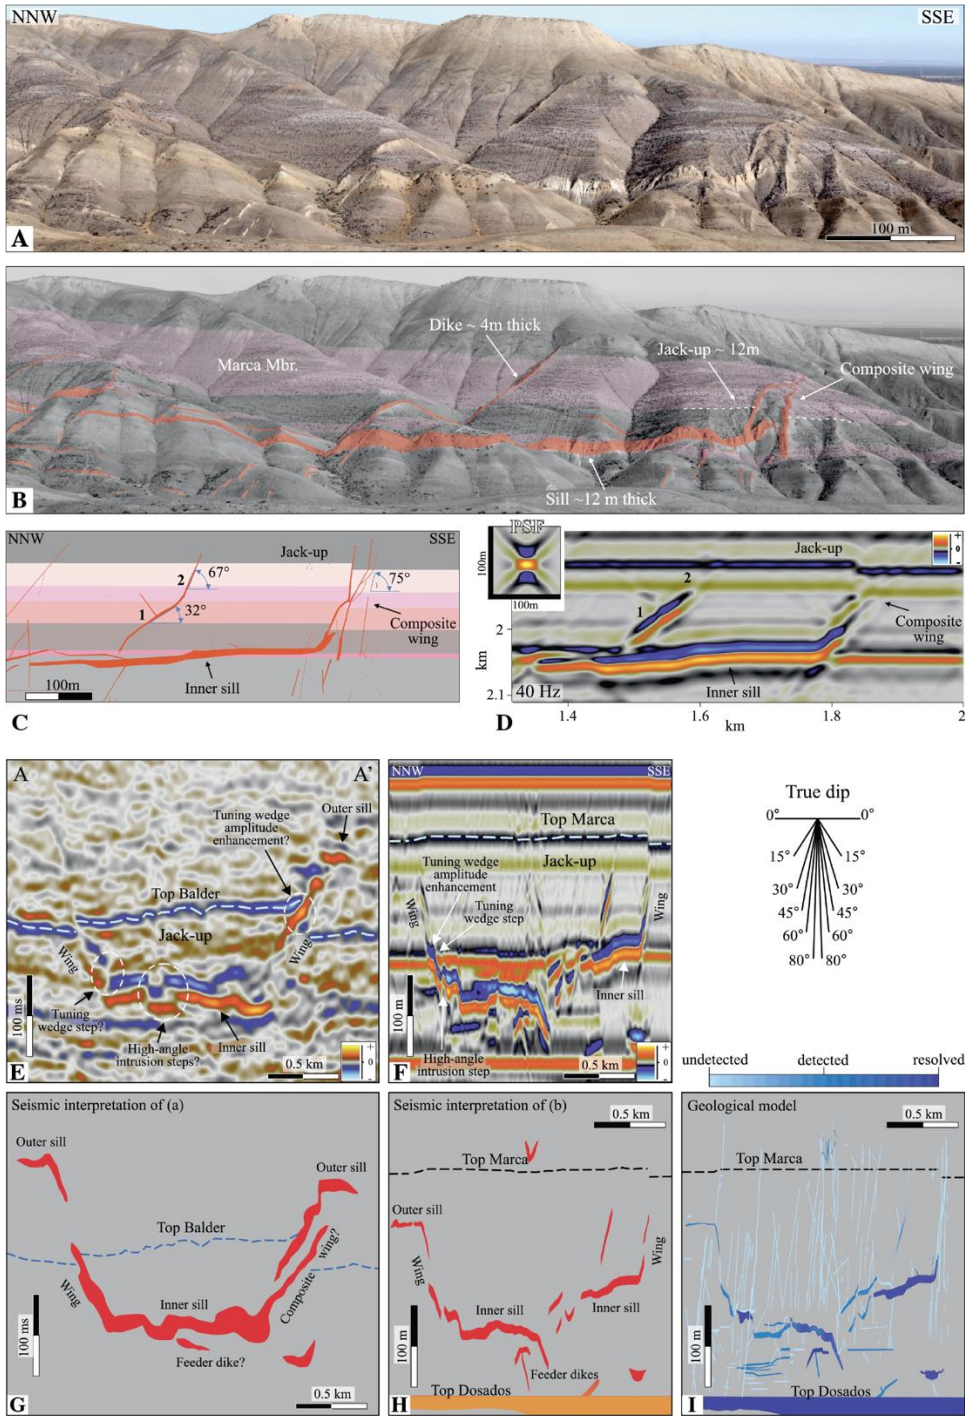 NNW
SSE
A
100 m
Dike ~ 4m thick
Jack-up ~ 12m
Marca Mbr.
Composite wing
B
Sill ~12 m thick
NNW
SSE
Jack-up
2
67°
75°
1
32°
Composite
wing
Inner sill
100m
C
PSF
100m
100m
Jack-up
+
0
-
2
1
Composite
wing
2
km
2.1
40 Hz
Inner sill
1.4
1.6
1.8
2
km
D
A
A'
Outer sill
Tuning wedge
amplitude
enhancement?
Top Balder
Jack-up
Wing
Wing
Tuning
wedge step?
High-angle
intrusion steps?
Inner sill
100 ms
0.5 km
+
0
-
E
NNW
SSE
Top Marca
Jack-up
Tuning wedge
amplitude
enhancement
Tuning
wedge step
Wing
Wing
Inner sill
High-angle
intrusion step
100 m
0.5 km
+
0
-
F
True dip
0°
0°
15°
15°
30°
30°
45°
45°
60°
60°
80°
80°
undetected
detected
resolved
Seismic interpretation of (a)
Outer sill
Outer sill
Top Balder
Wing
Inner sill
Composite
wing?
Feeder dike?
100 ms
0.5 km
G
Seismic interpretation of (b)
0.5 km
Top Marca
Outer sill
Wing
Wing
Inner sill
Inner sill
Feeder dikes
100 m
Top Dosados
H
Geological model
0.5 km
Top Marca
100 m
Top Dosados
I